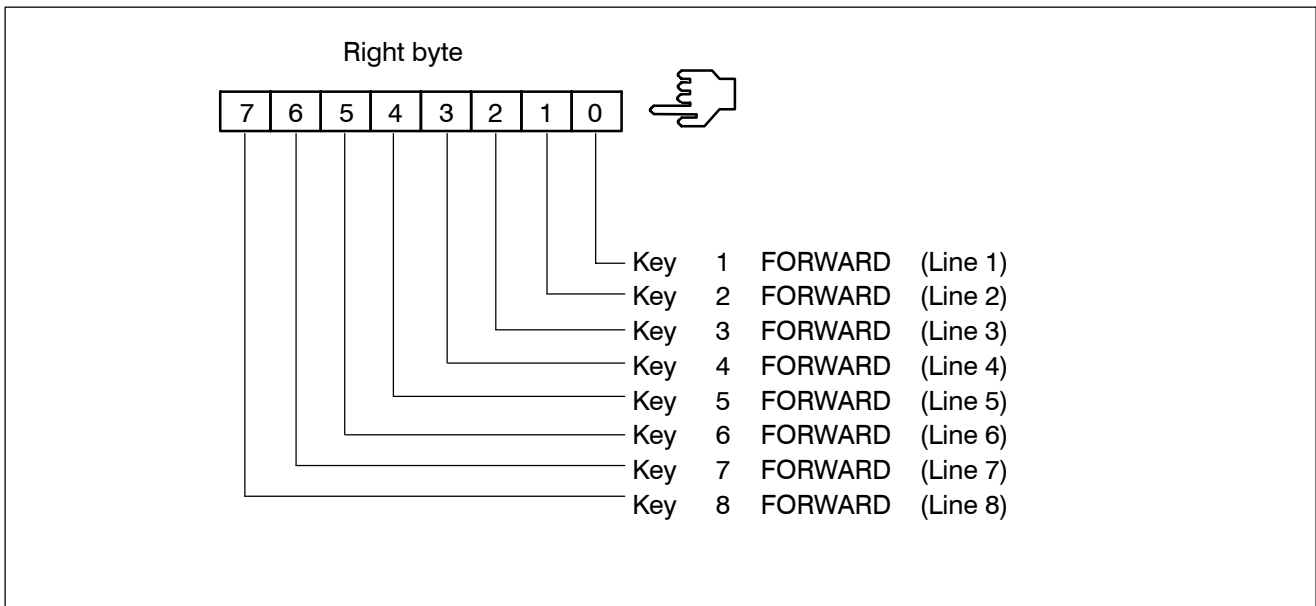 Right byte
7 6 5 4 3 2 1 0
Key 1 FORWARD (Line 1)
Key 2 FORWARD (Line 2)
Key 3 FORWARD (Line 3)
Key 4 FORWARD (Line 4)
Key 5 FORWARD (Line 5)
Key 6 FORWARD (Line 6)
Key 7 FORWARD (Line 7)
Key 8 FORWARD (Line 8)